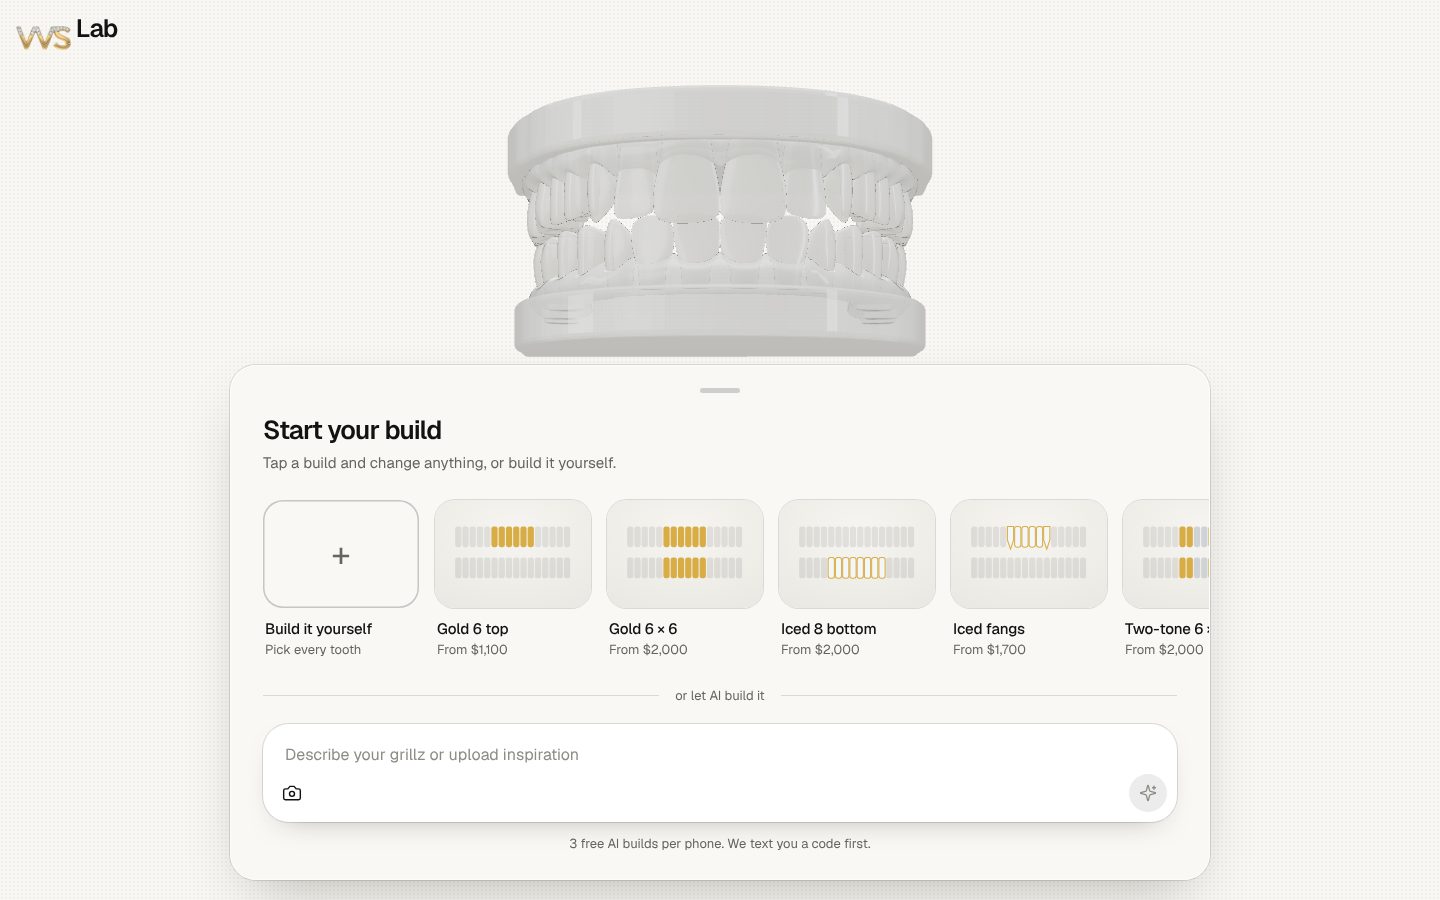 VVS Lab
Start your build
Tap a build and change anything, or build it yourself.
Build it yourself
Pick every tooth
Gold 6 top
From $1,100
Gold 6 × 6
From $2,000
Iced 8 bottom
From $2,000
Iced fangs
From $1,700
Two-tone 6
From $2,000
or let AI build it
Describe your grillz or upload inspiration
3 free AI builds per phone. We text you a code first.